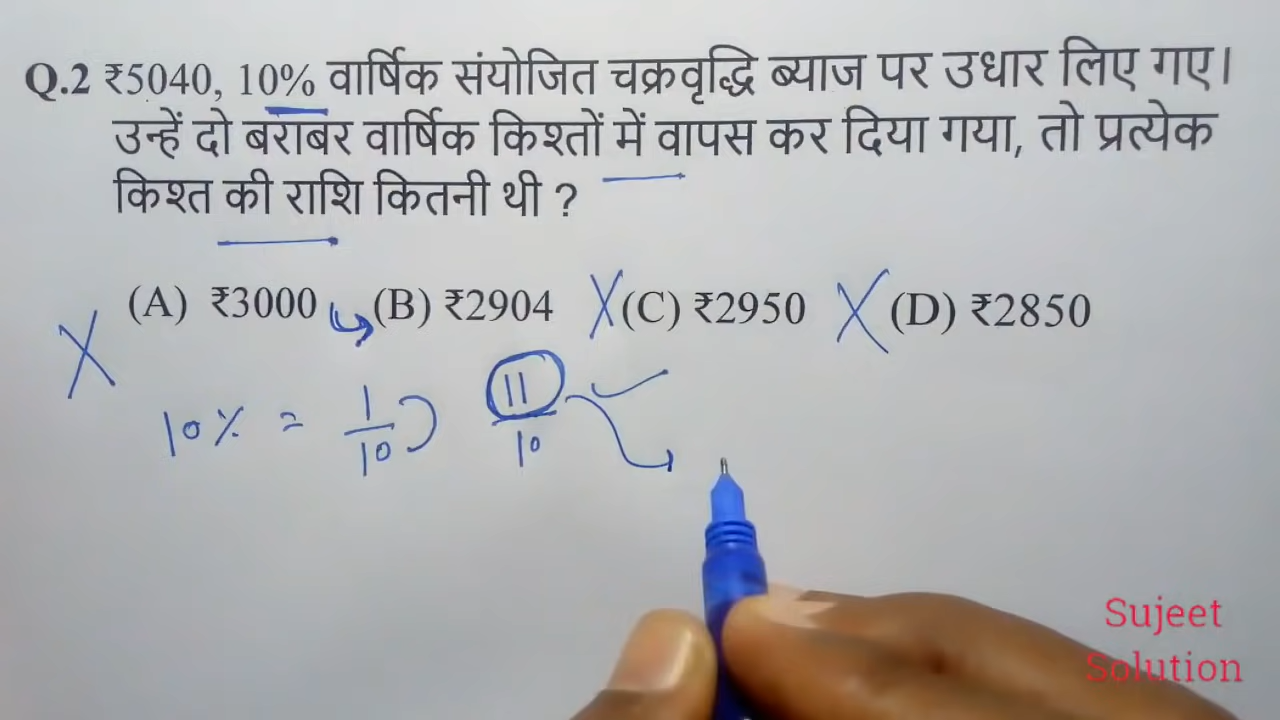 Q.2 ₹5040, 10% वार्षिक संयोजित चक्रवृद्धि ब्याज पर उधार लिए गए।
उन्हें दो बराबर वार्षिक किश्तों में वापस कर दिया गया, तो प्रत्येक
किश्त की राशि कितनी थी ?
(A) ₹3000 (B) ₹2904 (C) ₹2950 (D) ₹2850
10% = 1/10 11/10
Sujeet
Solution